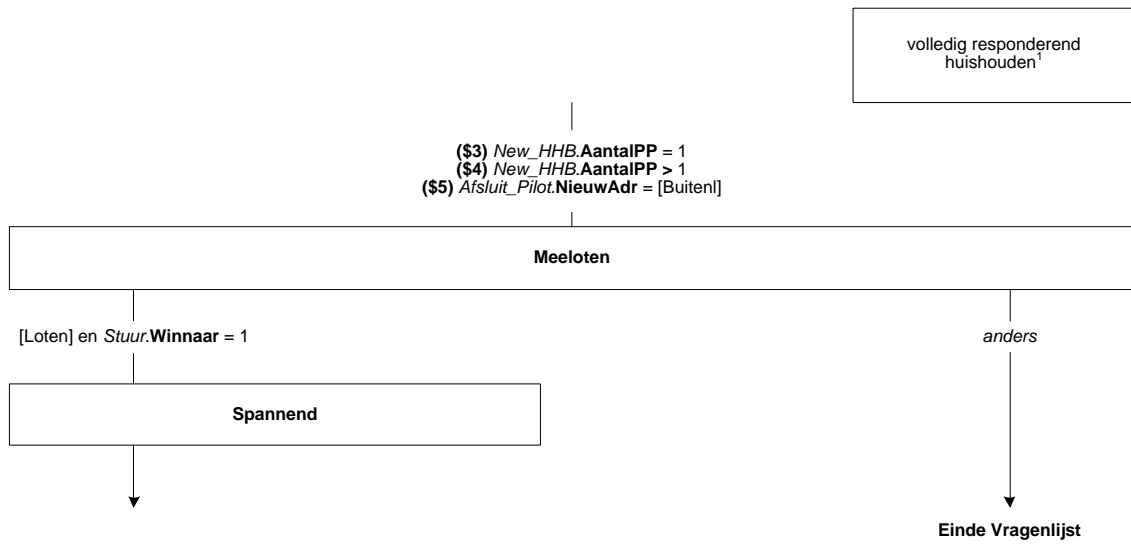 volledig responderend
huishouden¹
($3) New_HHB.AantalPP = 1
($4) New_HHB.AantalPP > 1
($5) Afsluit_Pilot.NieuwAdr = [Buitenl]
Meeloten
[Loten] en Stuur.Winnaar = 1
anders
Spannend
Einde Vragenlijst